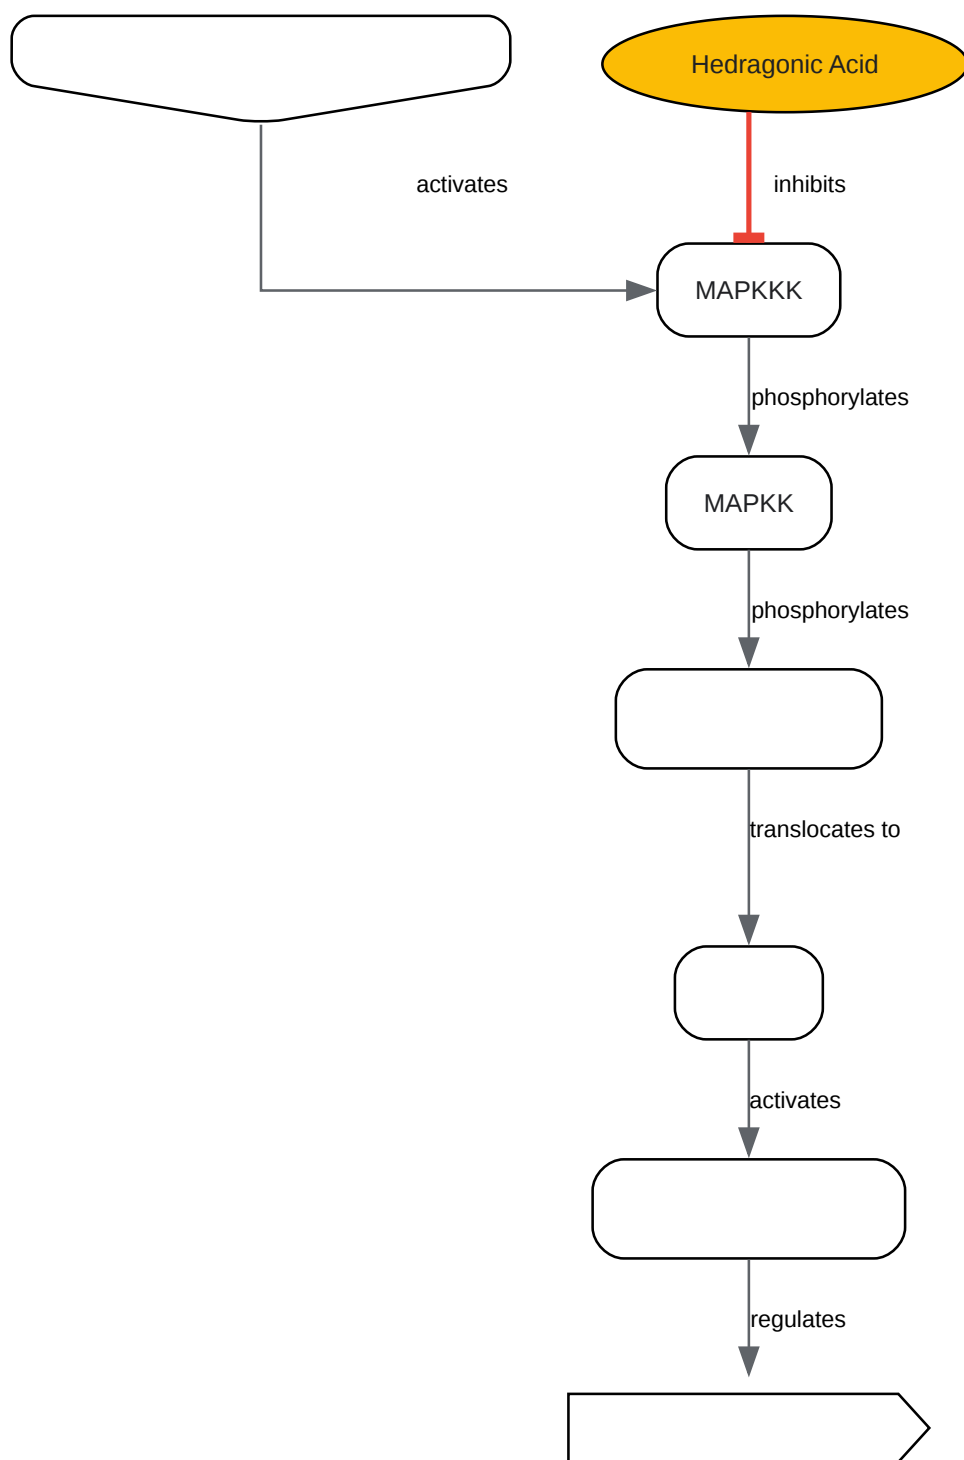 Hedragonic Acid
activates
inhibits
MAPKKK
phosphorylates
MAPKK
phosphorylates
translocates to
activates
regulates